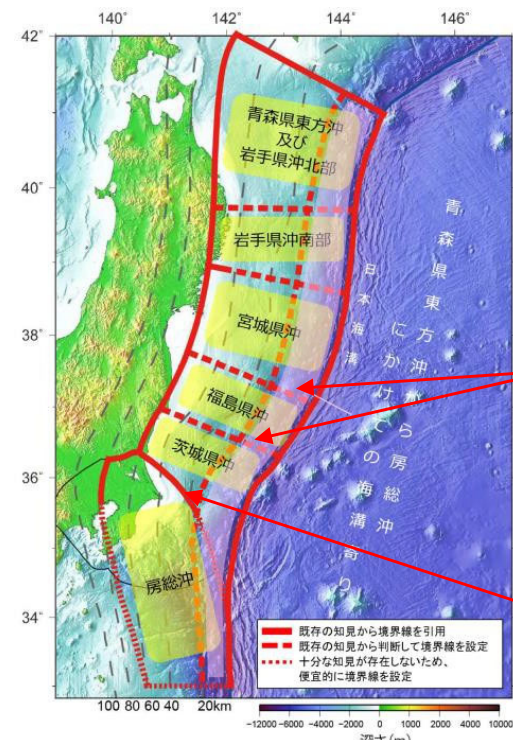 140° 142° 144° 146°
42°
40°
38°
36°
34°
青森県東方沖
及び
岩手県沖北部
岩手県沖南部
宮城県沖
福島県沖
茨城県沖
房総沖
日本海溝
青森県東方沖から房総沖
にかけての海溝寄り
既存の知見から境界線を引用
既存の知見から判断して境界線を設定
十分な知見が存在しないため、
便宜的に境界線を設定
100 80 60 40 20km
-12000 -6000 -4000 -2000 0 2000 4000 10000
深さ(m)